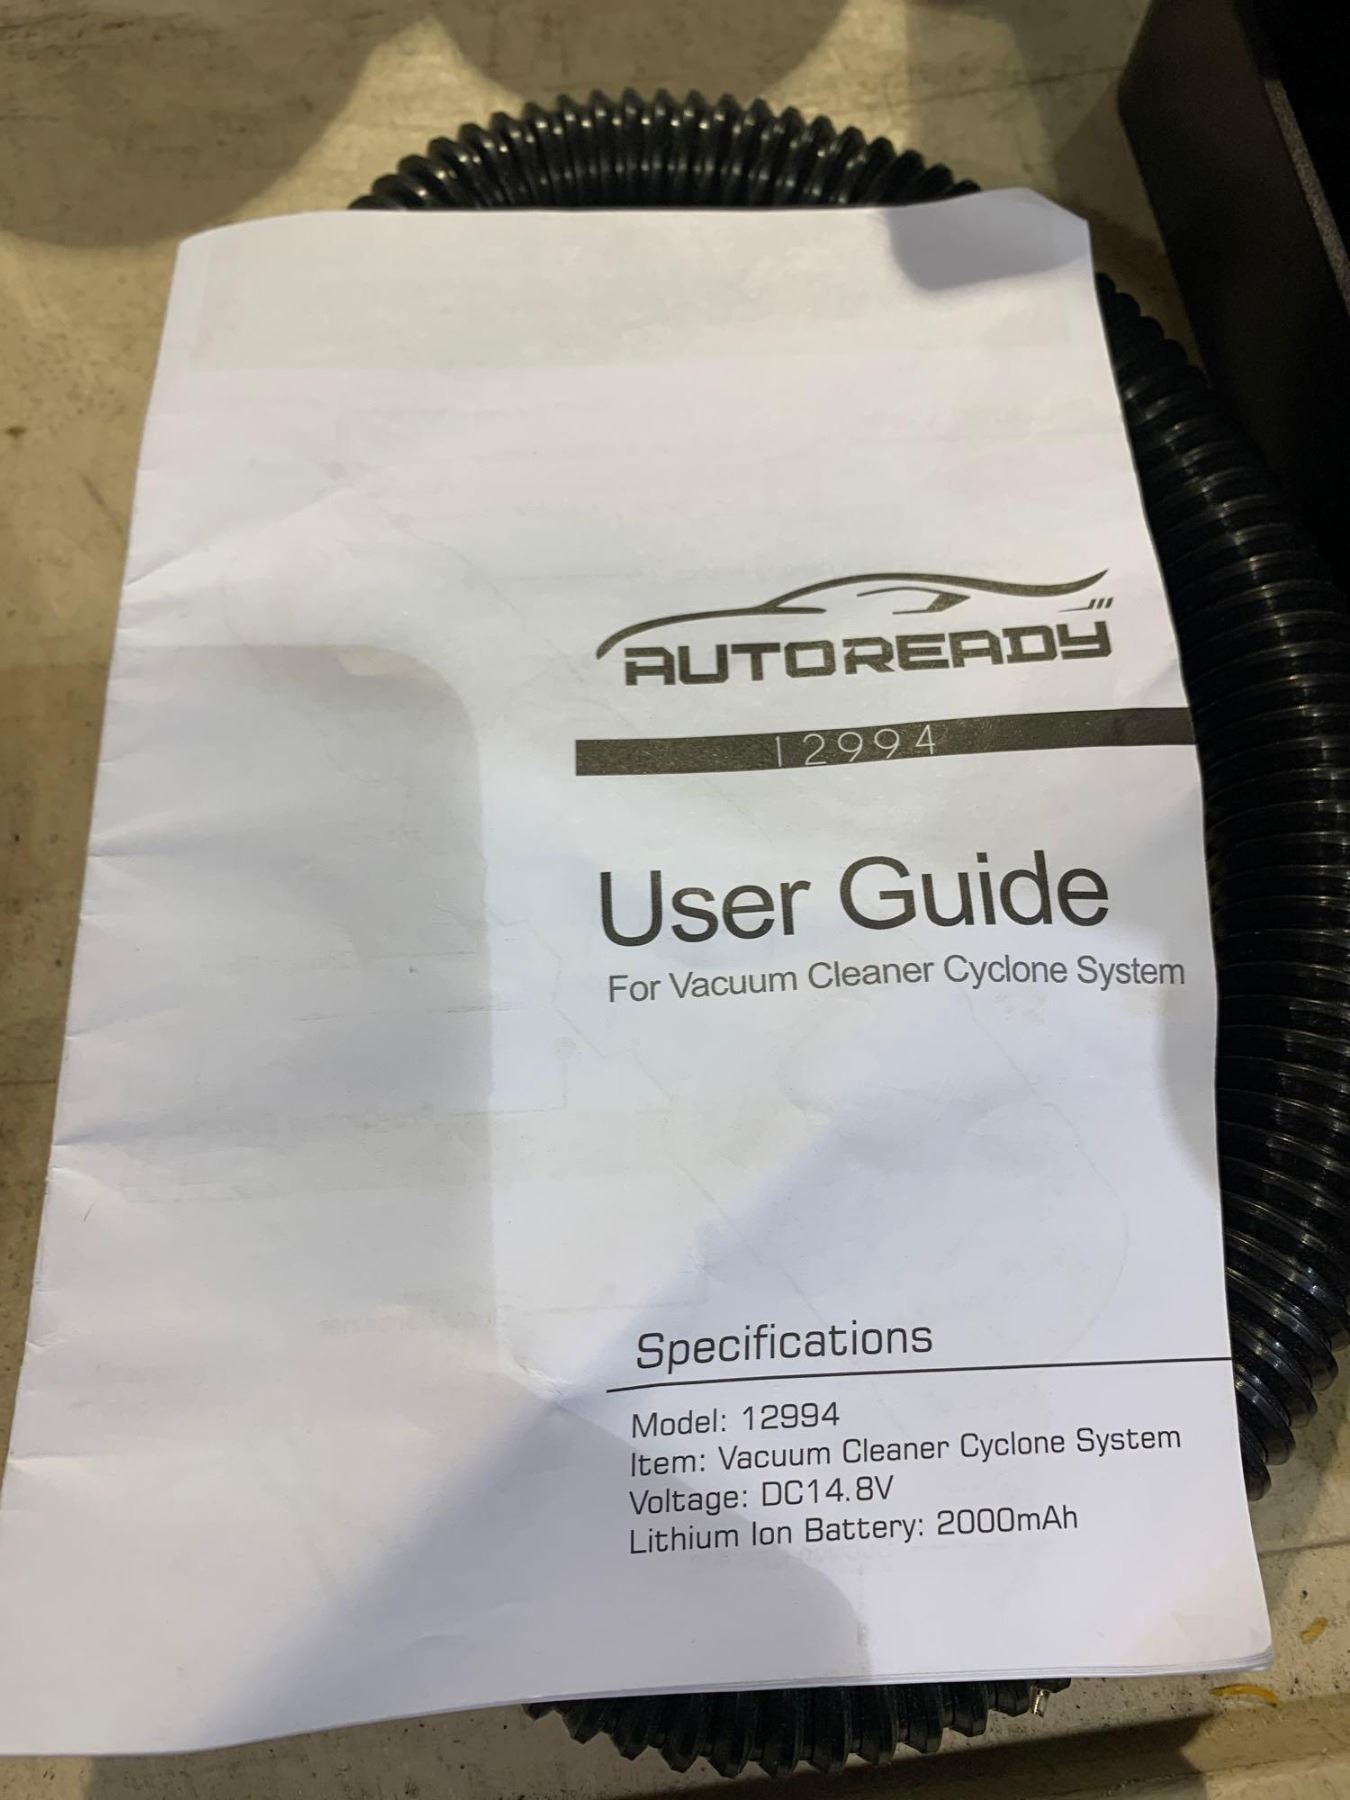 AUTOREADY
12994
User Guide
For Vacuum Cleaner Cyclone System
Specifications
Model: 12994
Item: Vacuum Cleaner Cyclone System
Voltage: DC14.8V
Lithium Ion Battery: 2000mAh